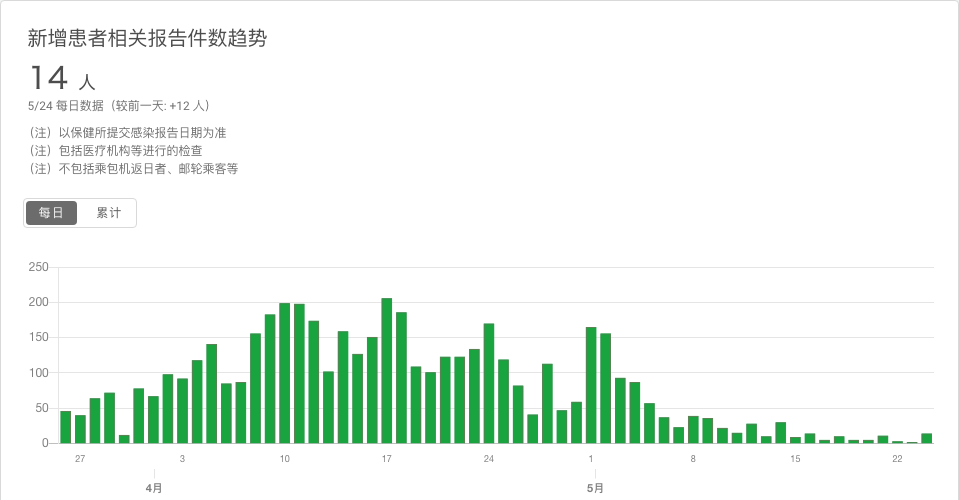 新增患者相关报告件数趋势
14 人
5/24 每日数据（较前一天: +12 人）
（注）以保健所提交感染报告日期为准
（注）包括医疗机构等进行的检查
（注）不包括乘包机返日者、邮轮乘客等
每日 累计
250
200
150
100
50
0
27 3 10 17 24 1 8 15 22
4月 5月